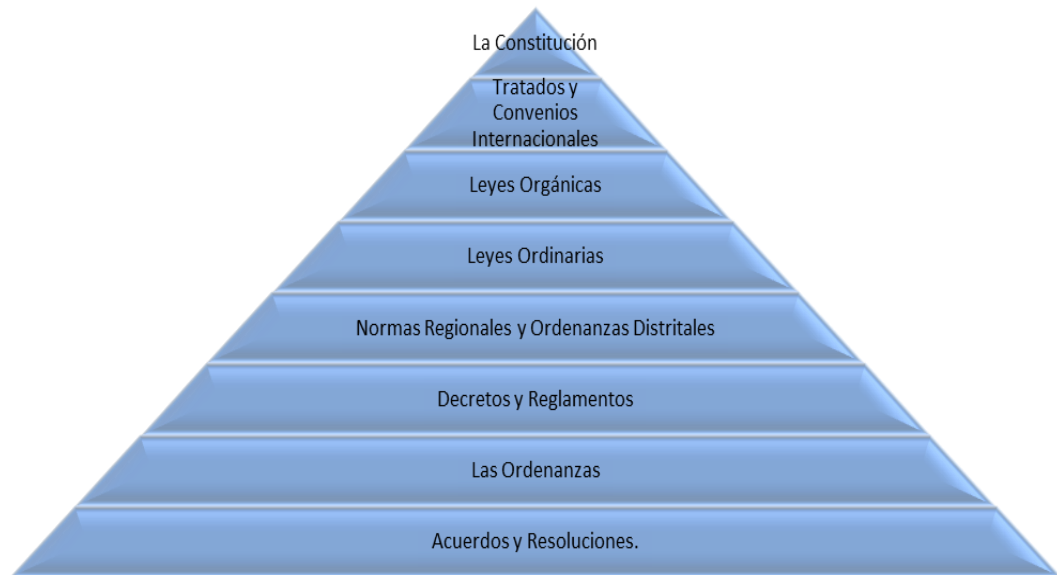 La Constitución
Tratados y
Convenios
Internacionales
Leyes Orgánicas
Leyes Ordinarias
Normas Regionales y Ordenanzas Distritales
Decretos y Reglamentos
Las Ordenanzas
Acuerdos y Resoluciones.